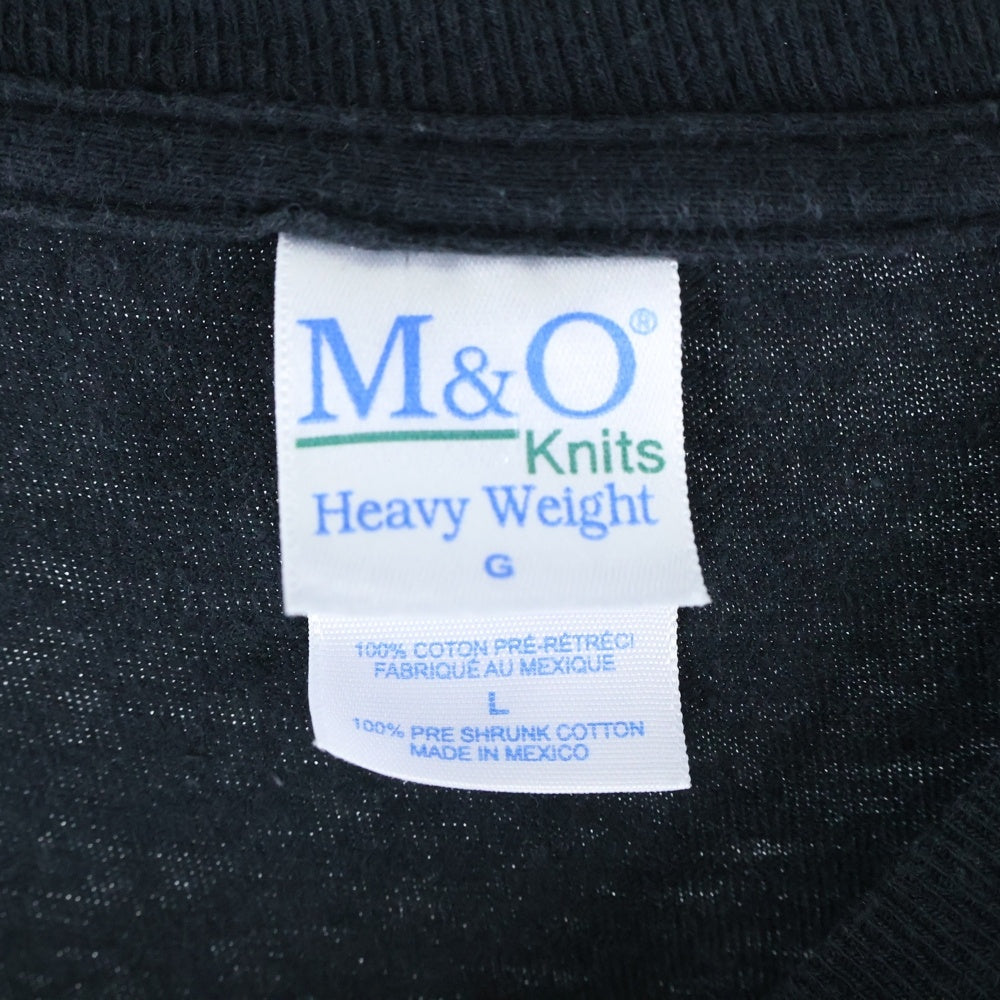 M&O®
Knits
Heavy Weight
G
100% COTON PRÉ-RÉTRÉCI
FABRIQUÉ AU MEXIQUE
L
100% PRE SHRUNK COTTON
MADE IN MEXICO